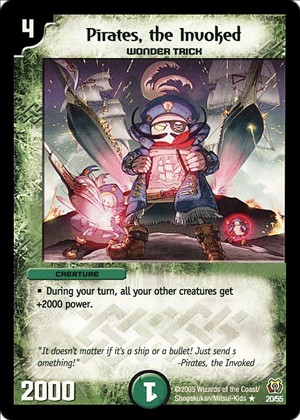 4
Pirates, the Invoked
WONDER TRICK
CREATURE
■ During your turn, all your other creatures get
+2000 power.
"It doesn't matter if it's a ship or a bullet! Just send s
omething!" -Pirates, the Invoked
2000
1
©2005 Wizards of the Coast/
Shogakukan/Mitsui-Kids ★ 20/55